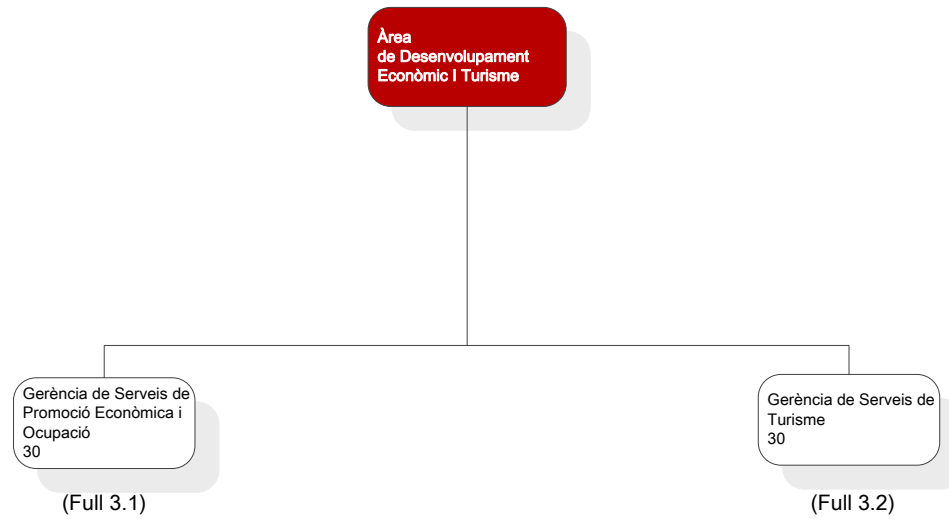 Àrea
de Desenvolupament
Econòmic I Turisme
Gerència de Serveis de
Promoció Econòmica i
Ocupació
30
(Full 3.1)
Gerència de Serveis de
Turisme
30
(Full 3.2)